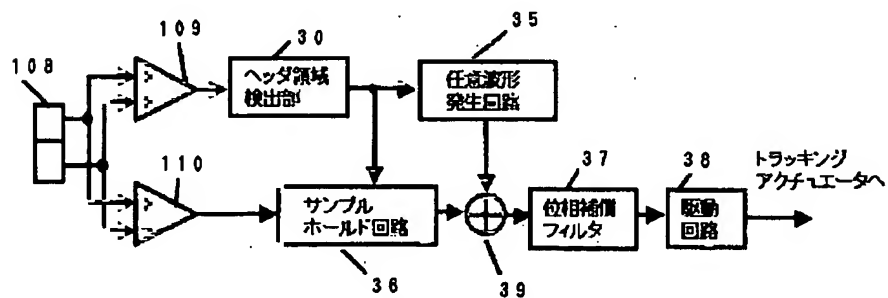 108
109
30
ヘッダ領域
検出部
35
任意波形
発生回路
110
サンプル
ホールド回路
36
39
37
位相補償
フィルタ
38
駆動
回路
トラッキング
アクチュエータへ